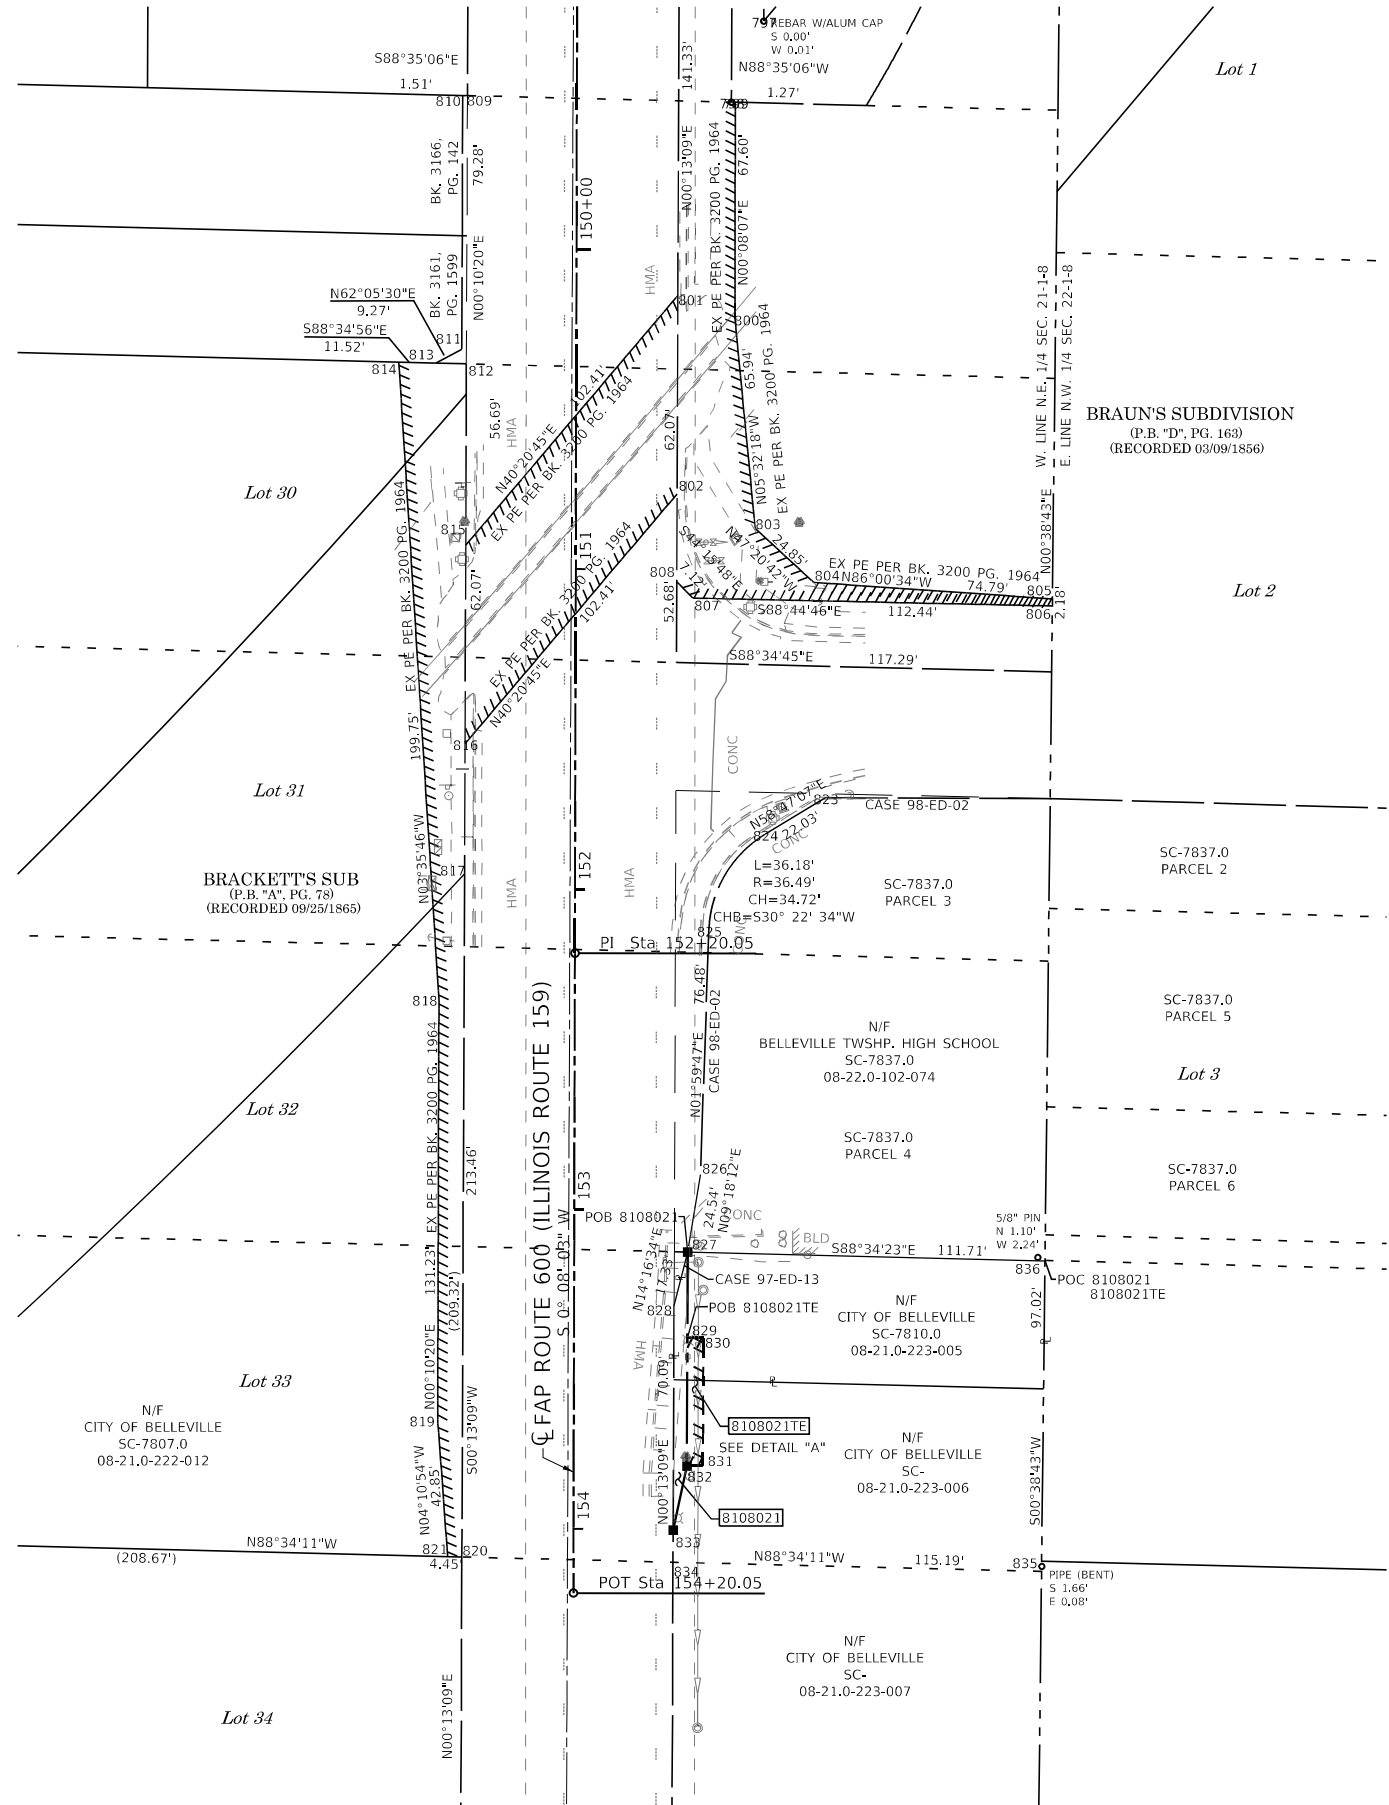 797
REBAR W/ALUM CAP
S 0.00'
W 0.01'
N88°35'06"W
1.27'
S88°35'06"E
1.51'
810
809
141.33'
Lot 1
BK. 3166,
PG. 142
79.28'
BK. 3161,
PG. 1599
N00°10'20"E
150+00
N00°13'09"E
EX PE PER BK. 3200 PG. 1964
67.60'
N00°08'07"E
HMA
801
800
N62°05'30"E
9.27'
S88°34'56"E
11.52'
811
813
814
812
56.69'
HMA
102.41'
N40°20'45"E
EX PE PER BK. 3200 PG. 1964
62.07'
65.94'
EX PE PER BK. 3200 PG. 1964
N05°32'18"W
W. LINE N.E. 1/4 SEC. 21-1-8
E. LINE N.W. 1/4 SEC. 22-1-8
BRAUN'S SUBDIVISION
(P.B. "D", PG. 163)
(RECORDED 03/09/1856)
Lot 30
EX PE PER BK. 3200 PG. 1964
815
802
803
151
N47°20'42"W
24.85'
N00°38'43"E
808
7.12'
804
N86°00'34"W
EX PE PER BK. 3200 PG. 1964
74.79'
805
806
2.18'
Lot 2
62.07'
EX PE PER BK. 3200 PG. 1964
102.41'
N40°20'45"E
52.68'
807
S88°44'46"E
112.44'
S88°34'45"E
117.29'
199.75'
816
CONC
Lot 31
N58°47'07"E
823
22.03'
824
CONC
CASE 98-ED-02
L=36.18'
R=36.49'
CH=34.72'
CHB=S30° 22' 34"W
SC-7837.0
PARCEL 3
SC-7837.0
PARCEL 2
BRACKETT'S SUB
(P.B. "A", PG. 78)
(RECORDED 09/25/1865)
N03°35'46"W
817
HMA
152
HMA
825
CONC
PI Sta 152+20.05
818
76.48'
N01°59'47"E
CASE 98-ED-02
SC-7837.0
PARCEL 5
N/F
BELLEVILLE TWSHP. HIGH SCHOOL
SC-7837.0
08-22.0-102-074
Lot 3
Lot 32
EX PE PER BK. 3200 PG. 1964
213.46'
SC-7837.0
PARCEL 4
SC-7837.0
PARCEL 6
℄ FAP ROUTE 600 (ILLINOIS ROUTE 159)
S 0° 08' 03" W
153
826
24.54'
N09°18'12"E
CONC
BLD
POB 8108021
827
S88°34'23"E
111.71'
5/8" PIN
N 1.10'
W 2.24'
836
POC 8108021
8108021TE
N14°16'34"E
17.33'
CASE 97-ED-13
828
POB 8108021TE
131.23'
(209.32')
N00°10'20"E
N/F
CITY OF BELLEVILLE
SC-7810.0
08-21.0-223-005
97.02'
829
830
HMA
70.09'
Lot 33
N/F
CITY OF BELLEVILLE
SC-7807.0
08-21.0-222-012
819
S00°13'09"W
8108021TE
SEE DETAIL "A"
N/F
CITY OF BELLEVILLE
SC-
08-21.0-223-006
S00°38'43"W
831
832
N00°13'09"E
8108021
154
N04°10'54"W
42.85'
833
N88°34'11"W
(208.67')
821
820
4.45'
N88°34'11"W
115.19'
835
834
PIPE (BENT)
S 1.66'
E 0.08'
POT Sta 154+20.05
N/F
CITY OF BELLEVILLE
SC-
08-21.0-223-007
N00°13'09"E
Lot 34